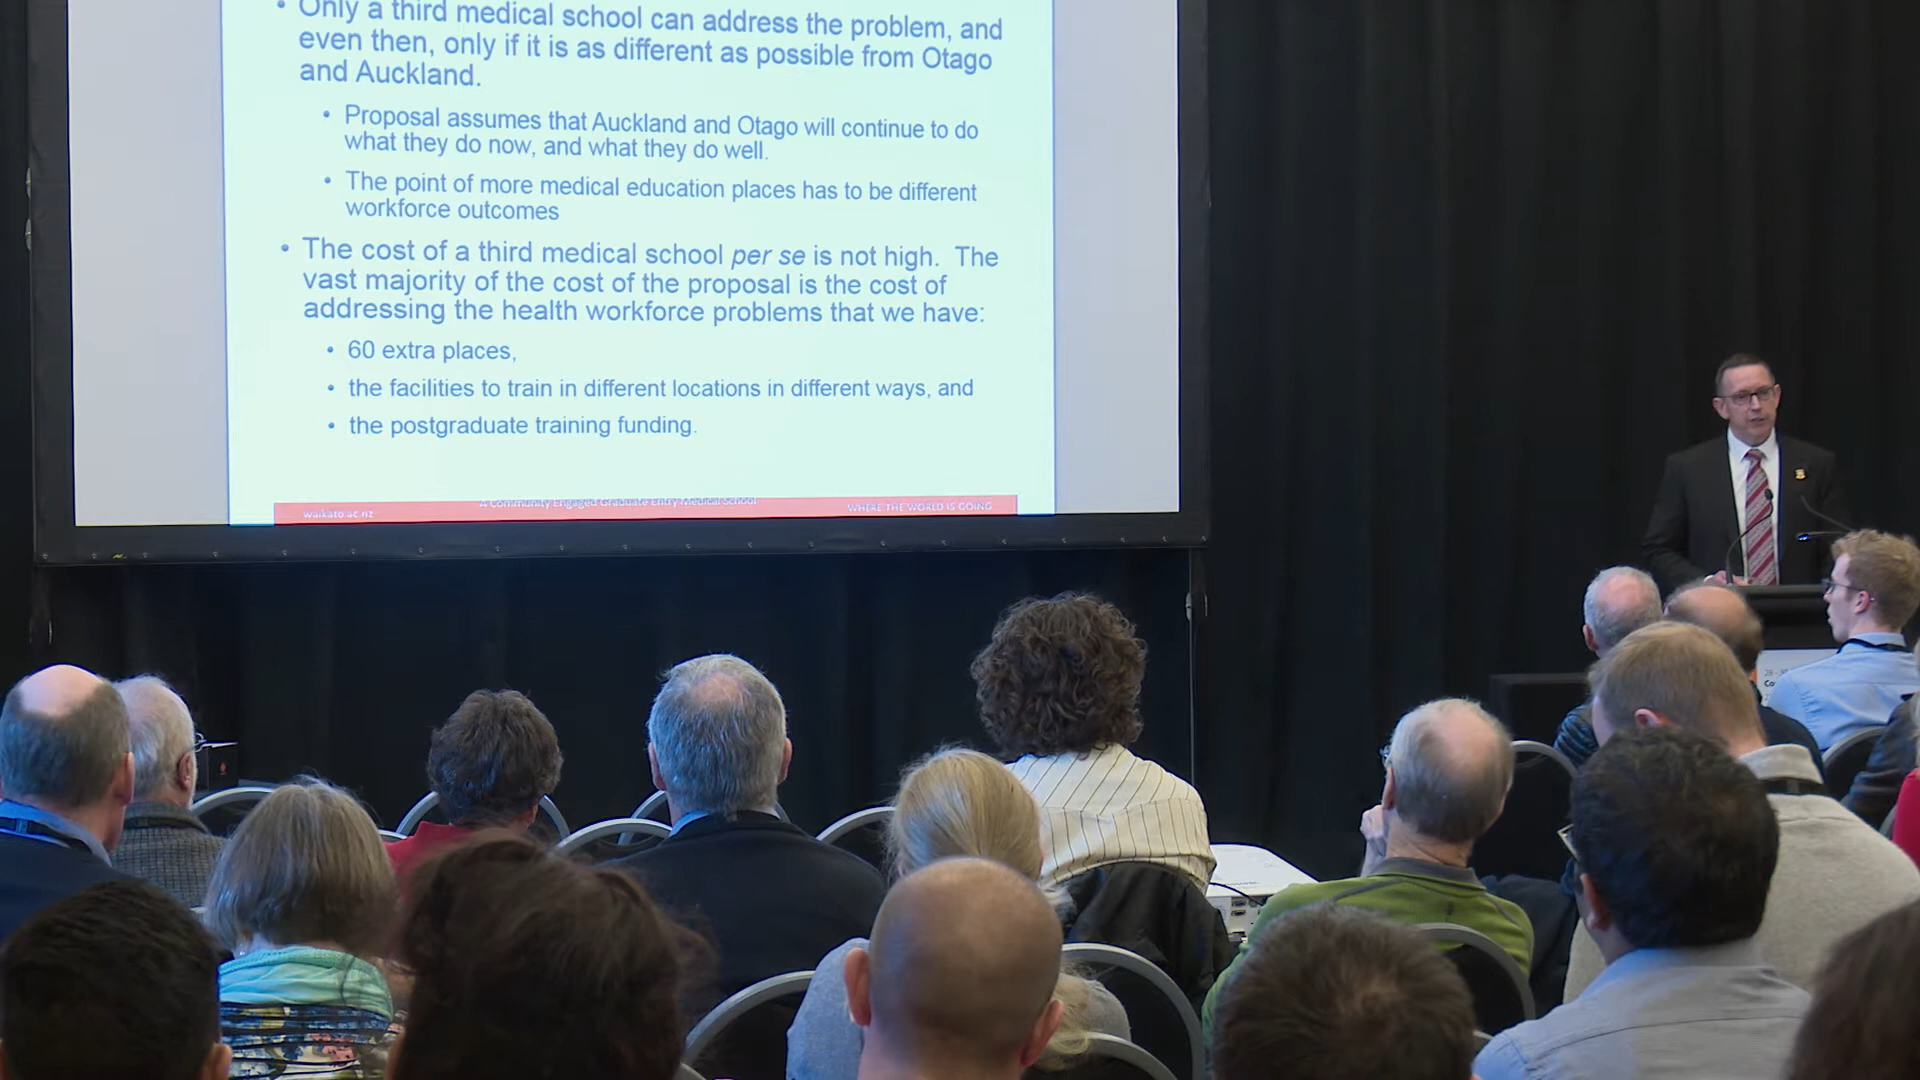 • Only a third medical school can address the problem, and
even then, only if it is as different as possible from Otago
and Auckland.
• Proposal assumes that Auckland and Otago will continue to do
what they do now, and what they do well.
• The point of more medical education places has to be different
workforce outcomes
• The cost of a third medical school per se is not high. The
vast majority of the cost of the proposal is the cost of
addressing the health workforce problems that we have:
• 60 extra places,
• the facilities to train in different locations in different ways, and
• the postgraduate training funding.
A Community Engaged Graduate Entry Medical School
waikato.ac.nz
WHERE THE WORLD IS GOING